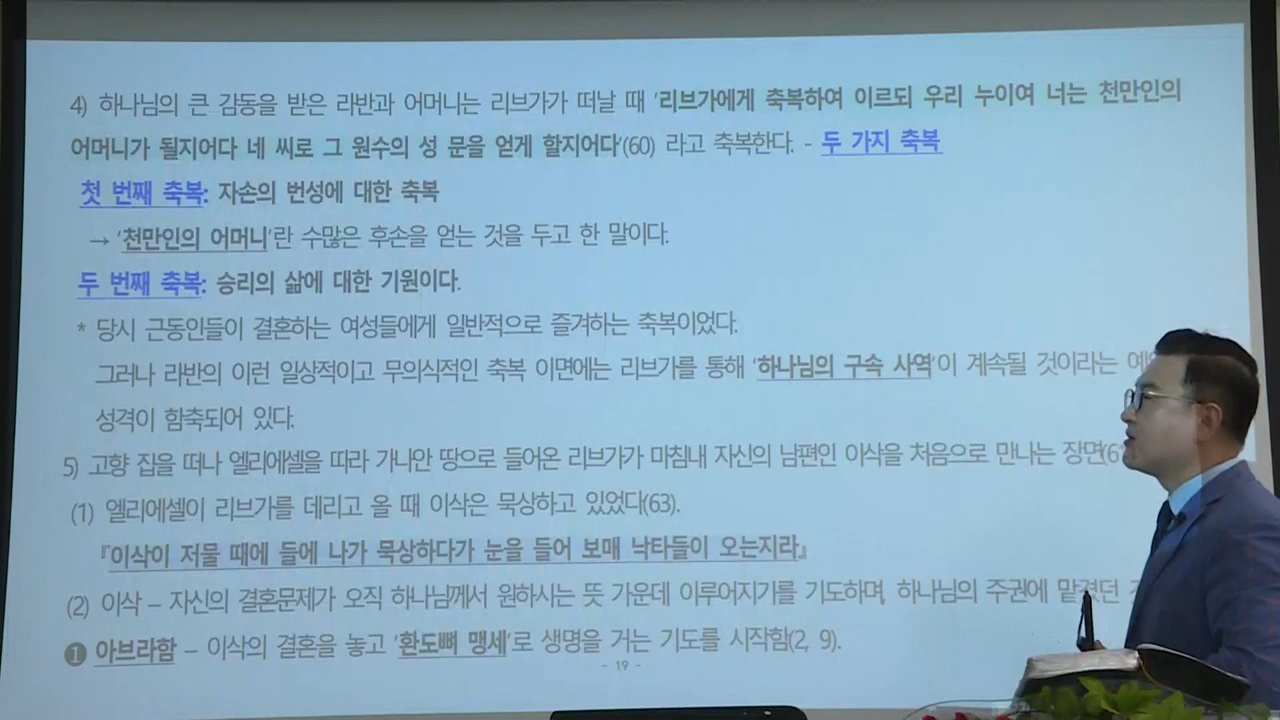 4) 하나님의 큰 감동을 받은 라반과 어머니는 리브가가 떠날 때 '리브가에게 축복하여 이르되 우리 누이여 너는 천만인의
어머니가 될지어다 네 씨로 그 원수의 성 문을 얻게 할지어다'(60) 라고 축복한다. - 두 가지 축복
첫 번째 축복: 자손의 번성에 대한 축복
→ '천만인의 어머니'란 수많은 후손을 얻는 것을 두고 한 말이다.
두 번째 축복: 승리의 삶에 대한 기원이다.
* 당시 근동인들이 결혼하는 여성들에게 일반적으로 즐겨하는 축복이었다.
그러나 라반의 이런 일상적이고 무의식적인 축복 이면에는 리브가를 통해 '하나님의 구속 사역'이 계속될 것이라는
성격이 함축되어 있다.
5) 고향 집을 떠나 엘리에셀을 따라 가나안 땅으로 들어온 리브가가 마침내 자신의 남편인 이삭을 처음으로 만나는 장면(6
(1) 엘리에셀이 리브가를 데리고 올 때 이삭은 묵상하고 있었다(63).
『이삭이 저물 때에 들에 나가 묵상하다가 눈을 들어 보매 낙타들이 오는지라』
(2) 이삭 – 자신의 결혼문제가 오직 하나님께서 원하시는 뜻 가운데 이루어지기를 기도하며, 하나님의 주권에 맡겼던
❶ 아브라함 – 이삭의 결혼을 놓고 '환도뼈 맹세'로 생명을 거는 기도를 시작함(2, 9).
- 19 -